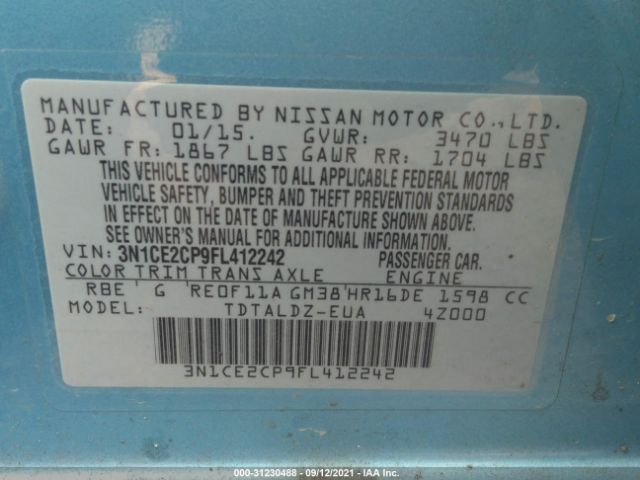 MANUFACTURED BY NISSAN MOTOR CO.,LTD.
DATE: 01/15. GVWR: 3470 LBS
GAWR FR: 1867 LBS GAWR RR: 1704 LBS
THIS VEHICLE CONFORMS TO ALL APPLICABLE FEDERAL MOTOR
VEHICLE SAFETY, BUMPER AND THEFT PREVENTION STANDARDS
IN EFFECT ON THE DATE OF MANUFACTURE SHOWN ABOVE.
SEE OWNER'S MANUAL FOR ADDITIONAL INFORMATION.
VIN: 3N1CE2CP9FL412242 PASSENGER CAR.
COLOR TRIM TRANS AXLE ENGINE
RBE' G 'RE0F11A GM38'HR16DE 1598 CC
MODEL: TDTALDZ-EUA 4Z000
3N1CE2CP9FL412242
000-31230488 - 09/12/2021 - IAA Inc.